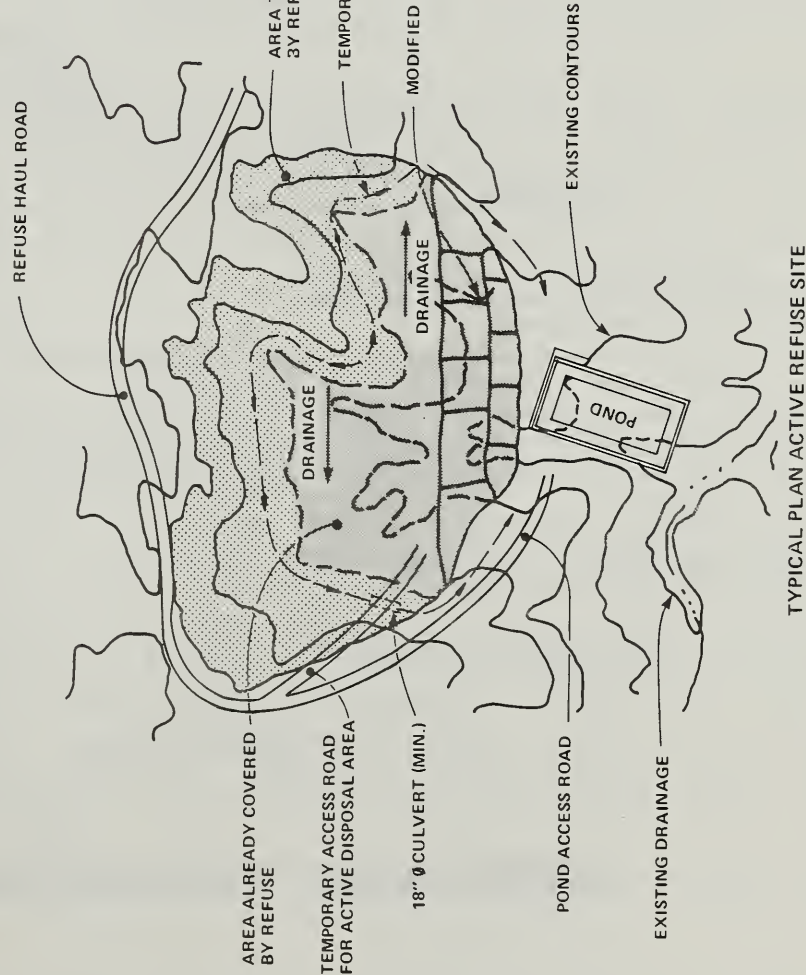 REFUSE HAUL ROAD
AREA
3Y REF
TEMPOR
MODIFIED
EXISTING CONTOURS
DRAINAGE
DRAINAGE
POND
AREA ALREADY COVERED
BY REFUSE
TEMPORARY ACCESS ROAD
FOR ACTIVE DISPOSAL AREA
18" Ø CULVERT (MIN.)
POND ACCESS ROAD
EXISTING DRAINAGE
TYPICAL PLAN ACTIVE REFUSE SITE